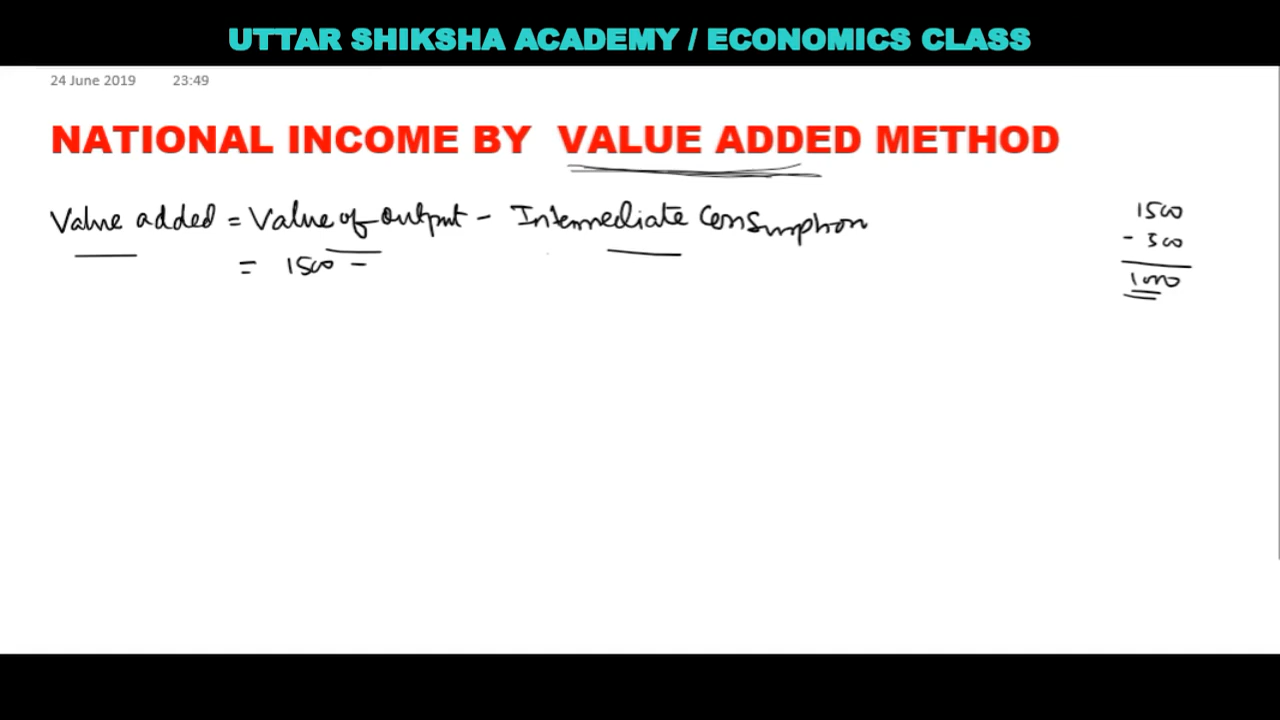 UTTAR SHIKSHA ACADEMY / ECONOMICS CLASS
24 June 2019 23:49
NATIONAL INCOME BY VALUE ADDED METHOD
Value added = Value of output - Intermediate Consumption
= 1500 -
1500
- 500
1000